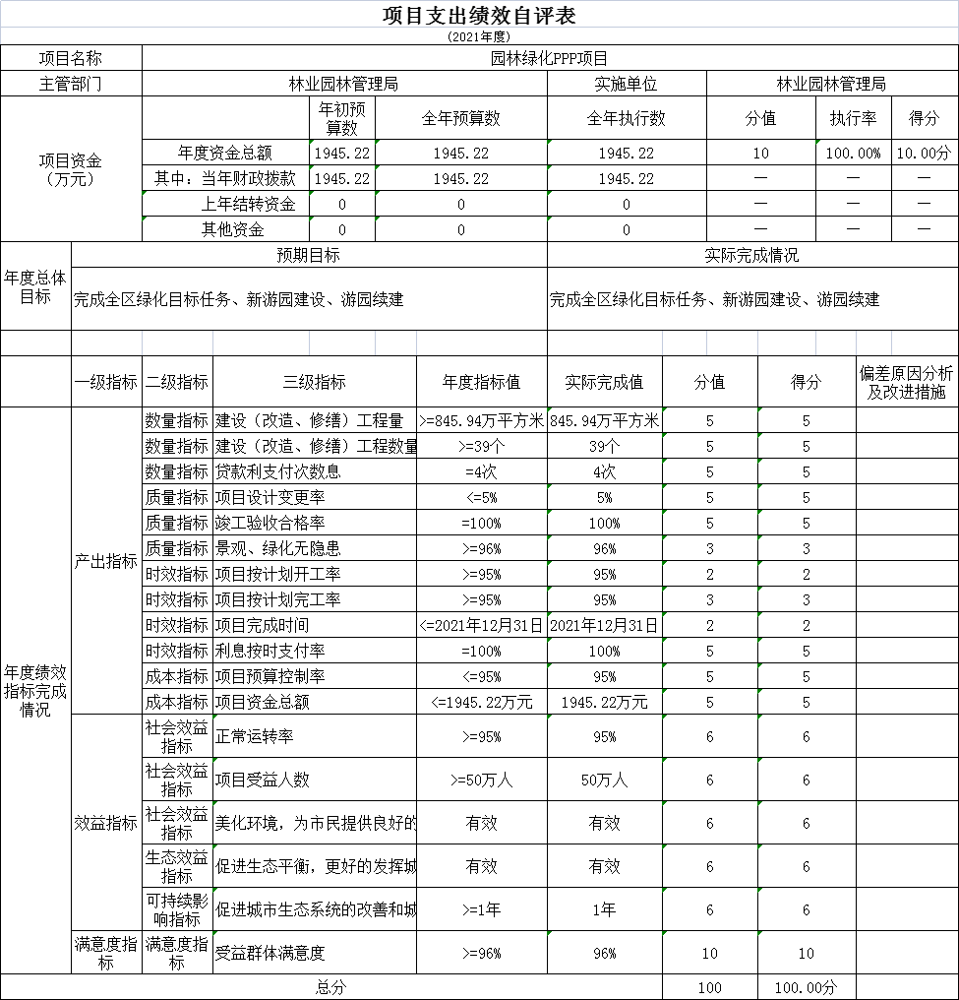 项目支出绩效自评表
(2021年度)
项目名称 园林绿化PPP项目
主管部门 林业园林管理局 实施单位 林业园林管理局
项目资金（万元） 年初预算数 全年预算数 全年执行数 分值 执行率 得分
年度资金总额 1945.22 1945.22 1945.22 10 100.00% 10.00分
其中：当年财政拨款 1945.22 1945.22 1945.22 — — —
上年结转资金 0 0 0 — — —
其他资金 0 0 0 — — —
年度总体目标 预期目标 实际完成情况
完成全区绿化目标任务、新游园建设、游园续建 完成全区绿化目标任务、新游园建设、游园续建
一级指标 二级指标 三级指标 年度指标值 实际完成值 分值 得分 偏差原因分析及改进措施
年度绩效指标完成情况
产出指标
数量指标 建设（改造、修缮）工程量 >=845.94万平方米 845.94万平方米 5 5
数量指标 建设（改造、修缮）工程数量 >=39个 39个 5 5
数量指标 贷款利支付次数息 =4次 4次 5 5
质量指标 项目设计变更率 <=5% 5% 5 5
质量指标 竣工验收合格率 =100% 100% 5 5
质量指标 景观、绿化无隐患 >=96% 96% 3 3
时效指标 项目按计划开工率 >=95% 95% 2 2
时效指标 项目按计划完工率 >=95% 95% 3 3
时效指标 项目完成时间 <=2021年12月31日 2021年12月31日 2 2
时效指标 利息按时支付率 =100% 100% 5 5
成本指标 项目预算控制率 <=95% 95% 5 5
成本指标 项目资金总额 <=1945.22万元 1945.22万元 5 5
效益指标
社会效益指标 正常运转率 >=95% 95% 6 6
社会效益指标 项目受益人数 >=50万人 50万人 6 6
社会效益指标 美化环境，为市民提供良好的 有效 有效 6 6
生态效益指标 促进生态平衡，更好的发挥城 有效 有效 6 6
可持续影响指标 促进城市生态系统的改善和城 >=1年 1年 6 6
满意度指标 满意度指标 受益群体满意度 >=96% 96% 10 10
总分 100 100.00分